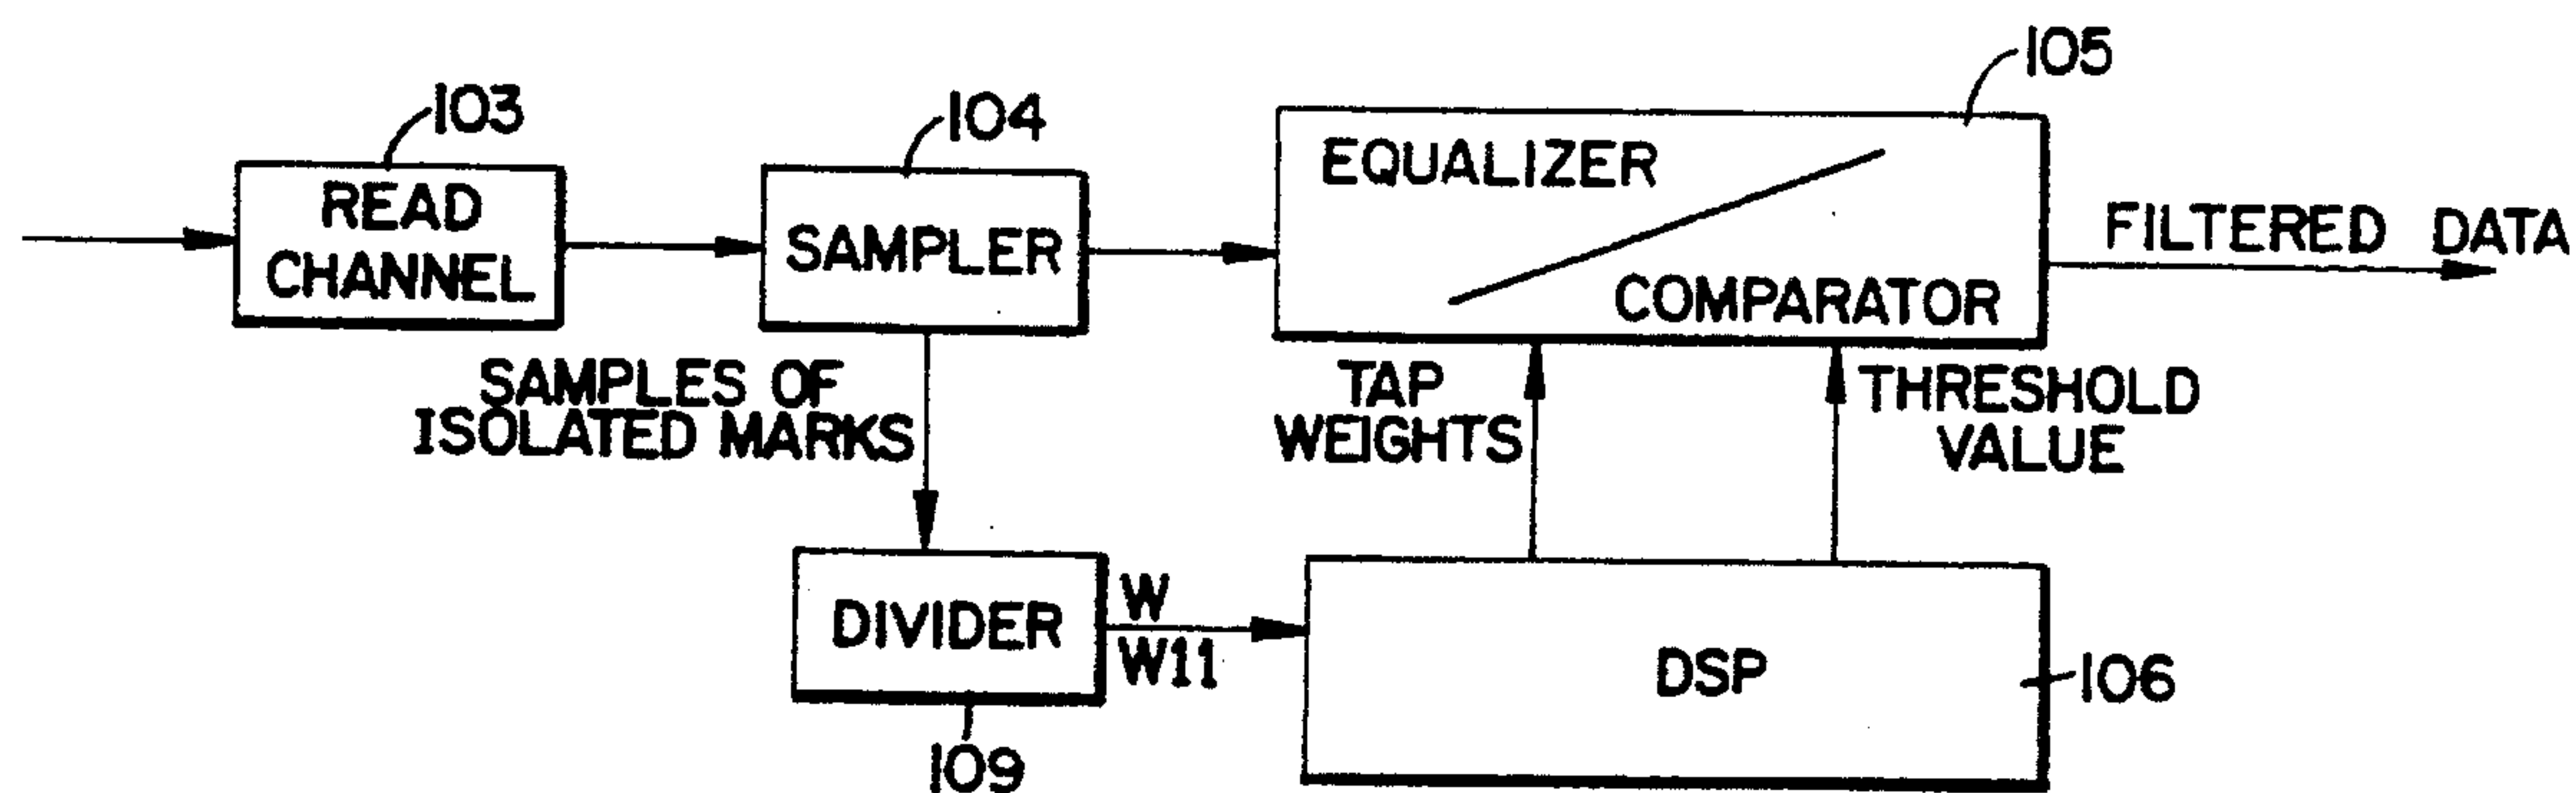 103
READ
CHANNEL
104
SAMPLER
105
EQUALIZER
COMPARATOR
FILTERED DATA
SAMPLES OF
ISOLATED MARKS
TAP
WEIGHTS
THRESHOLD
VALUE
DIVIDER
109
W
W11
DSP
106